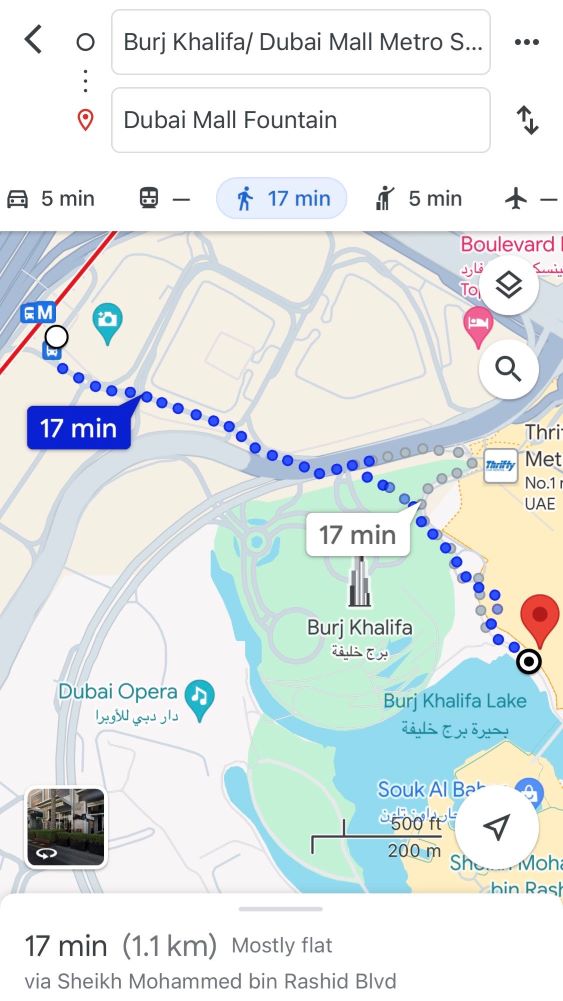 Burj Khalifa/ Dubai Mall Metro S...
Dubai Mall Fountain
5 min
—
17 min
5 min
—
Boulevard
Top
M
17 min
Thri
Met
Thrifty
No.1 r
UAE
17 min
Burj Khalifa
برج خليفة
Dubai Opera
دار دبي للأوبرا
Burj Khalifa Lake
بحيرة برج خليفة
Souk Al Bah
500 ft
200 m
Moha
bin Rash
17 min (1.1 km) Mostly flat
via Sheikh Mohammed bin Rashid Blvd